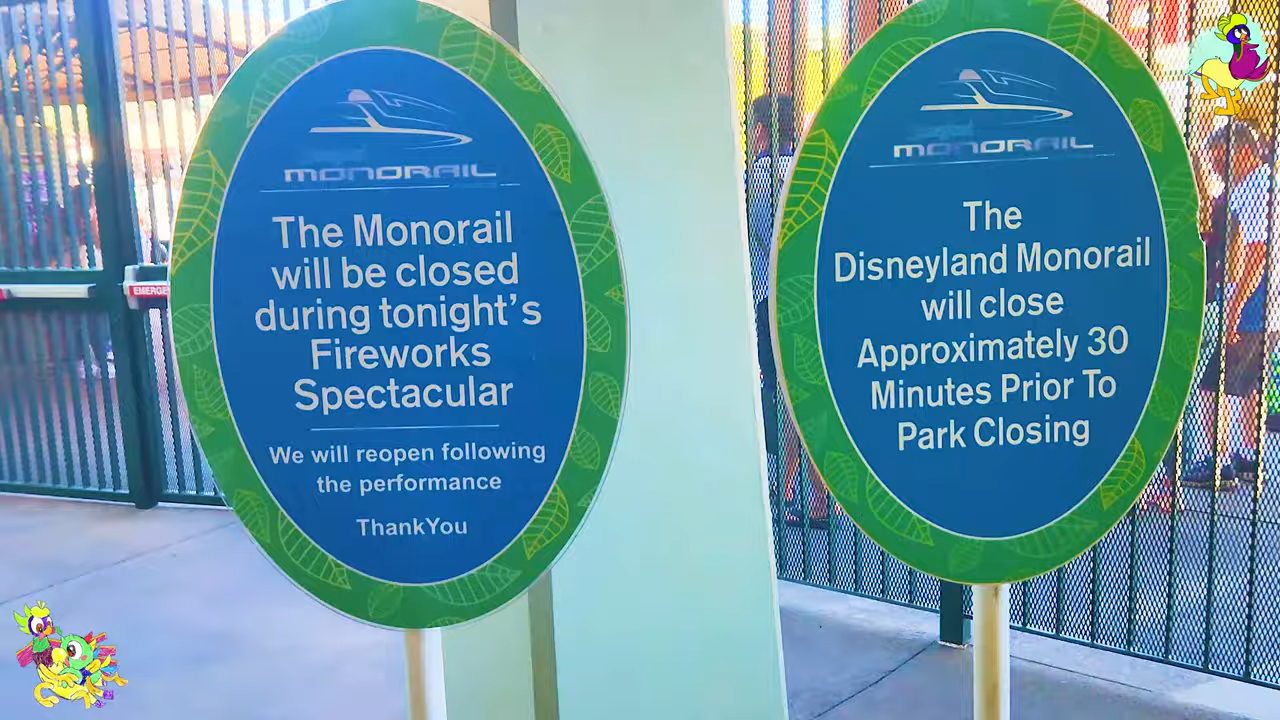 MONORAIL
The Monorail
will be closed
during tonight's
Fireworks
Spectacular
We will reopen following
the performance
ThankYou
MONORAIL
The
Disneyland Monorail
will close
Approximately 30
Minutes Prior To
Park Closing